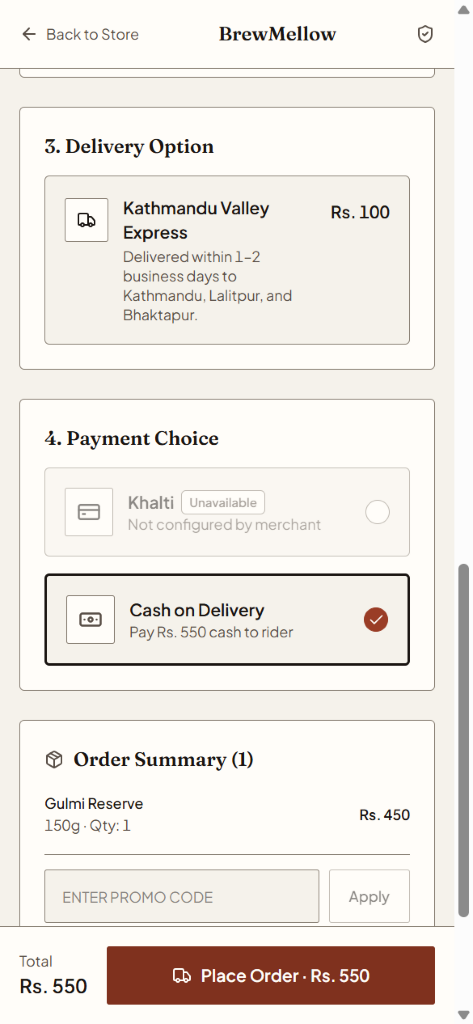 Back to Store
BrewMellow
3. Delivery Option
Kathmandu Valley
Express
Rs. 100
Delivered within 1–2
business days to
Kathmandu, Lalitpur, and
Bhaktapur.
4. Payment Choice
Khalti Unavailable
Not configured by merchant
Cash on Delivery
Pay Rs. 550 cash to rider
Order Summary (1)
Gulmi Reserve
150g · Qty: 1
Rs. 450
ENTER PROMO CODE
Apply
Total
Rs. 550
Place Order · Rs. 550